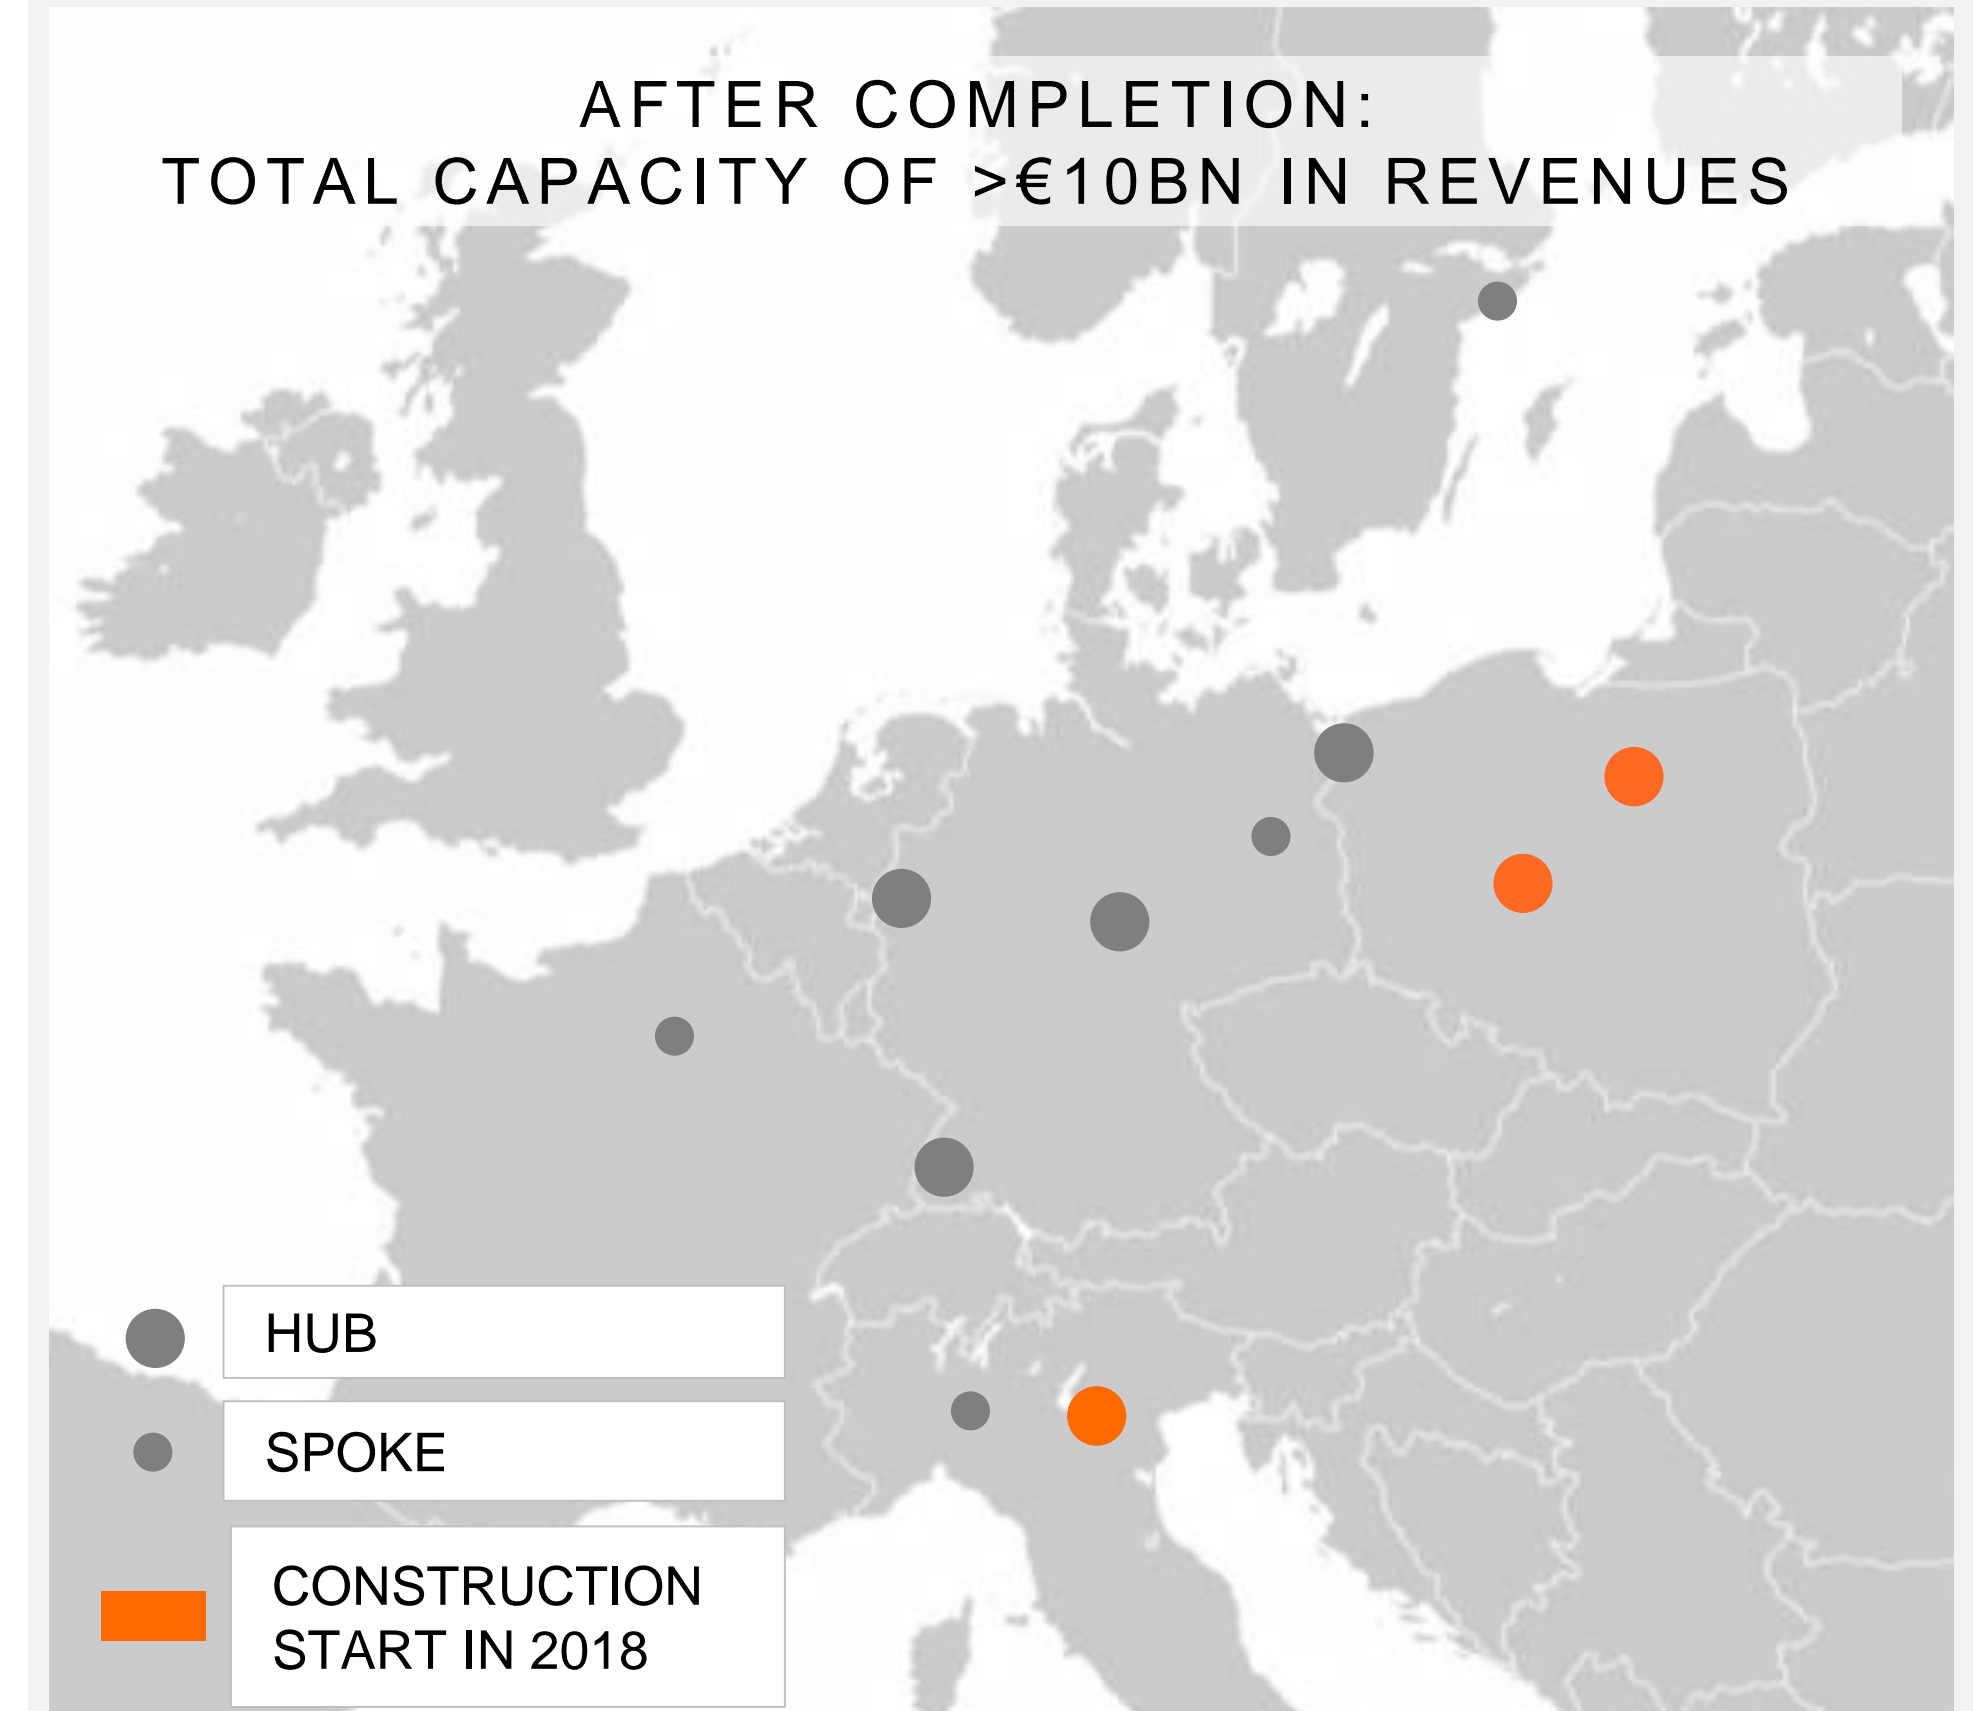 AFTER COMPLETION:
TOTAL CAPACITY OF >€10BN IN REVENUES
HUB
SPOKE
CONSTRUCTION
START IN 2018